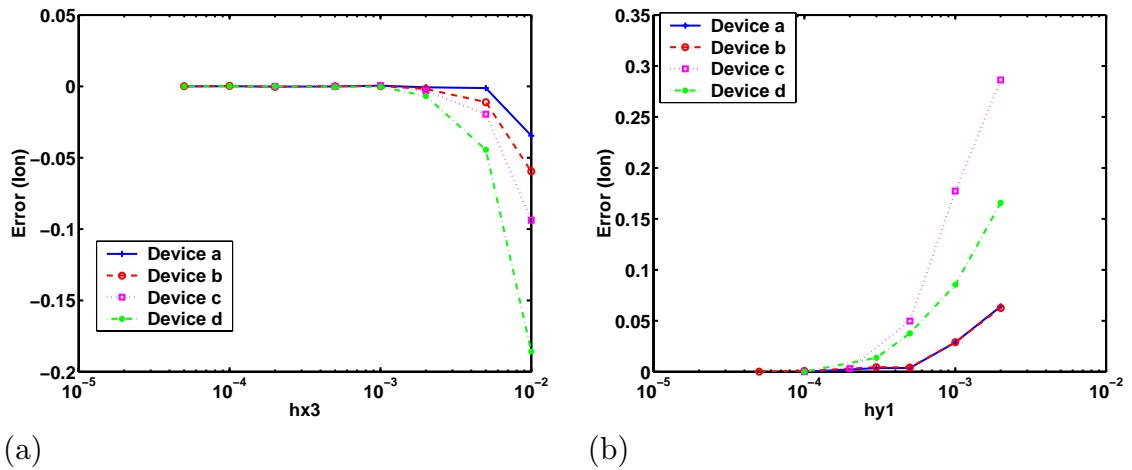 0.05
0
−0.05
−0.1
−0.15
−0.2
Error (Ion)
10−5
10−4
10−3
10−2
hx3
Device a
Device b
Device c
Device d
(a)
0.35
0.3
0.25
0.2
0.15
0.1
0.05
0
Error (Ion)
10−5
10−4
10−3
10−2
hy1
Device a
Device b
Device c
Device d
(b)